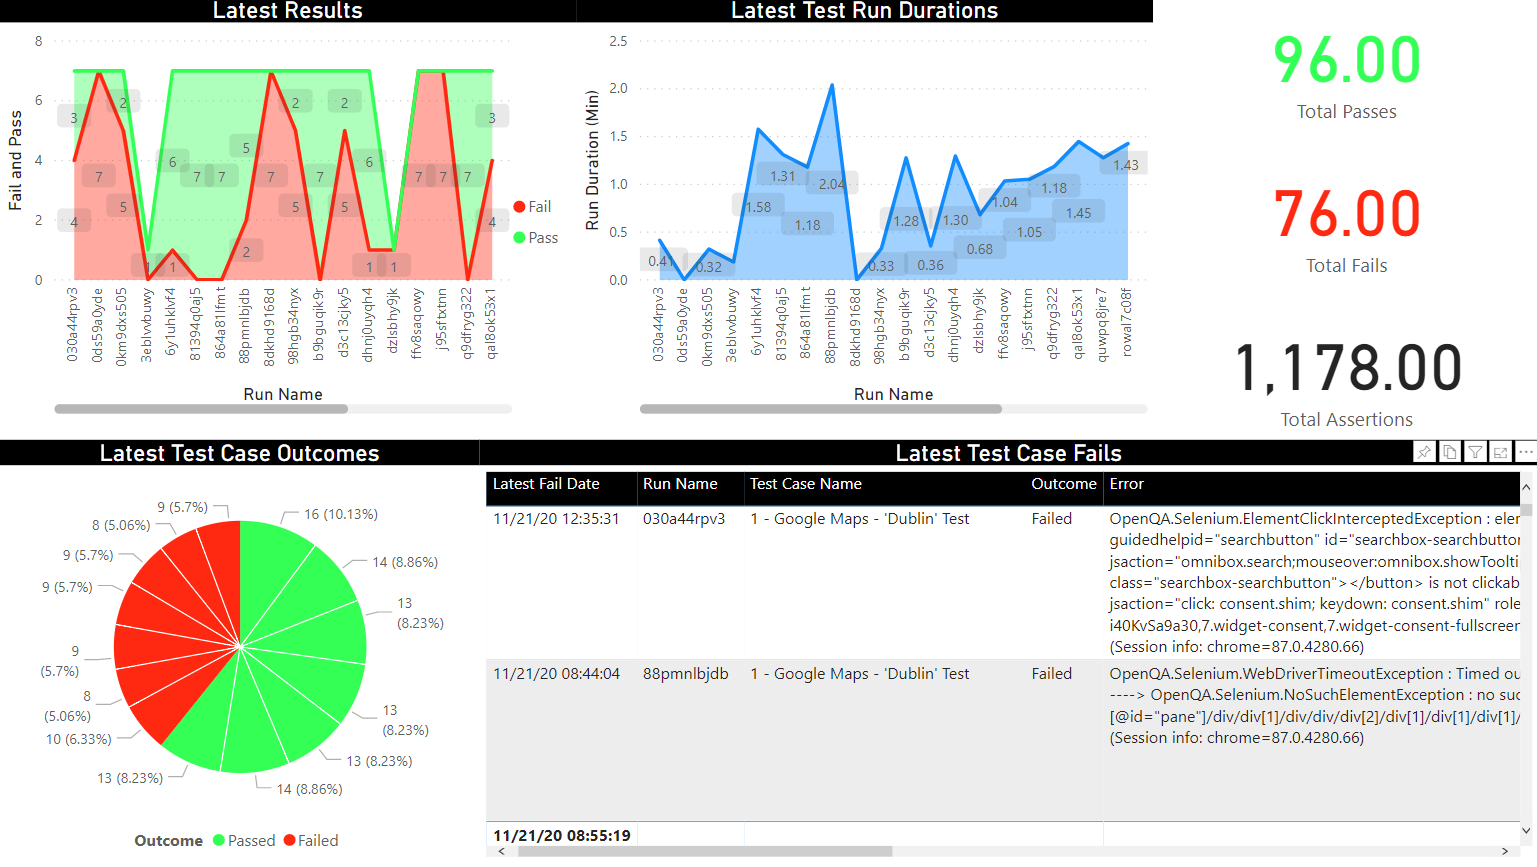 Latest Results
Latest Test Run Durations
8
6
4
2
0
Fail and Pass
3
4
7
2
5
1
6
1
7
7
5
2
7
2
5
7
2
5
6
1
1
7
7
7
3
4
Fail
Pass
030a44rpv3
0ds59a0yde
0km9dxs505
3eblvvbuwy
6y1uhklvf4
81394q0aj5
864a81lfmt
88pmnlbjdb
8dkhd9168d
98hgb34nyx
b9bguqik9r
d3c13cjky5
dhnj0uyqh4
dzlsbhy9jk
ffv8saqowy
j95sftxtnn
q9dfryg322
qal8ok53x1
Run Name
2.5
2.0
1.5
1.0
0.5
0.0
Run Duration (Min)
0.41
0.32
1.58
1.31
1.18
2.04
0.33
1.28
0.36
1.30
0.68
1.04
1.05
1.18
1.45
1.43
030a44rpv3
0ds59a0yde
0km9dxs505
3eblvvbuwy
6y1uhklvf4
81394q0aj5
864a81lfmt
88pmnlbjdb
8dkhd9168d
98hgb34nyx
b9bguqik9r
d3c13cjky5
dhnj0uyqh4
dzlsbhy9jk
ffv8saqowy
j95sftxtnn
q9dfryg322
qal8ok53x1
quwpq8jre7
rowal7c08f
Run Name
96.00
Total Passes
76.00
Total Fails
1,178.00
Total Assertions
Latest Test Case Outcomes
9 (5.7%)
16 (10.13%)
8 (5.06%)
14 (8.86%)
9 (5.7%)
9 (5.7%)
13
(8.23%)
9
(5.7%)
8
(5.06%)
13
(8.23%)
10 (6.33%)
13 (8.23%)
13 (8.23%)
14 (8.86%)
Outcome Passed Failed
Latest Test Case Fails
Latest Fail Date Run Name Test Case Name Outcome Error
11/21/20 12:35:31 030a44rpv3 1 - Google Maps - 'Dublin' Test Failed OpenQA.Selenium.ElementClickInterceptedException : eler
guidedhelpid="searchbutton" id="searchbox-searchbutton
jsaction="omnibox.search;mouseover:omnibox.showToolti
class="searchbox-searchbutton"></button> is not clickab
jsaction="click: consent.shim; keydown: consent.shim" role
i40KvSa9a30,7.widget-consent,7.widget-consent-fullscreen
(Session info: chrome=87.0.4280.66)
11/21/20 08:44:04 88pmnlbjdb 1 - Google Maps - 'Dublin' Test Failed OpenQA.Selenium.WebDriverTimeoutException : Timed ou
----> OpenQA.Selenium.NoSuchElementException : no suc
[@id="pane"]/div/div[1]/div/div/div[2]/div[1]/div[1]/div[1]/
(Session info: chrome=87.0.4280.66)
11/21/20 08:55:19